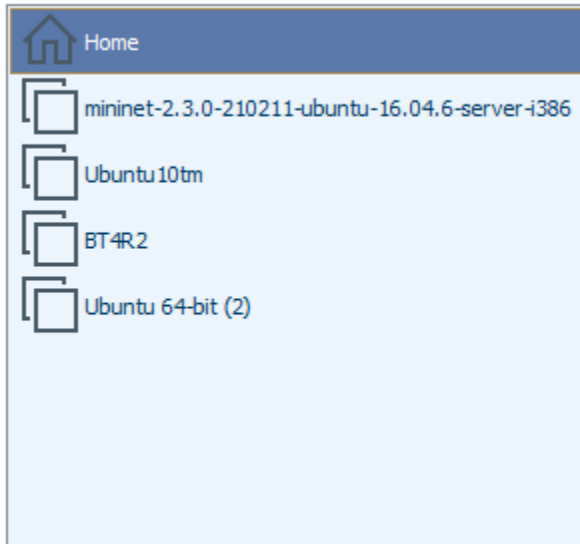 Home
mininet-2.3.0-210211-ubuntu-16.04.6-server-i386
Ubuntu10tm
BT4R2
Ubuntu 64-bit (2)